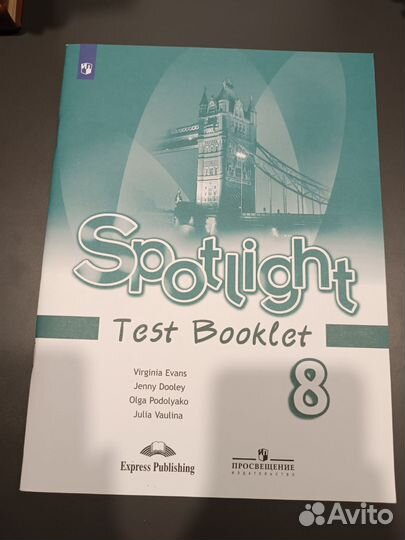 Spotlight
Test Booklet
8
Virginia Evans
Jenny Dooley
Olga Podolyako
Julia Vaulina
Express Publishing
ПРОСВЕЩЕНИЕ
ИЗДАТЕЛЬСТВО
Avito